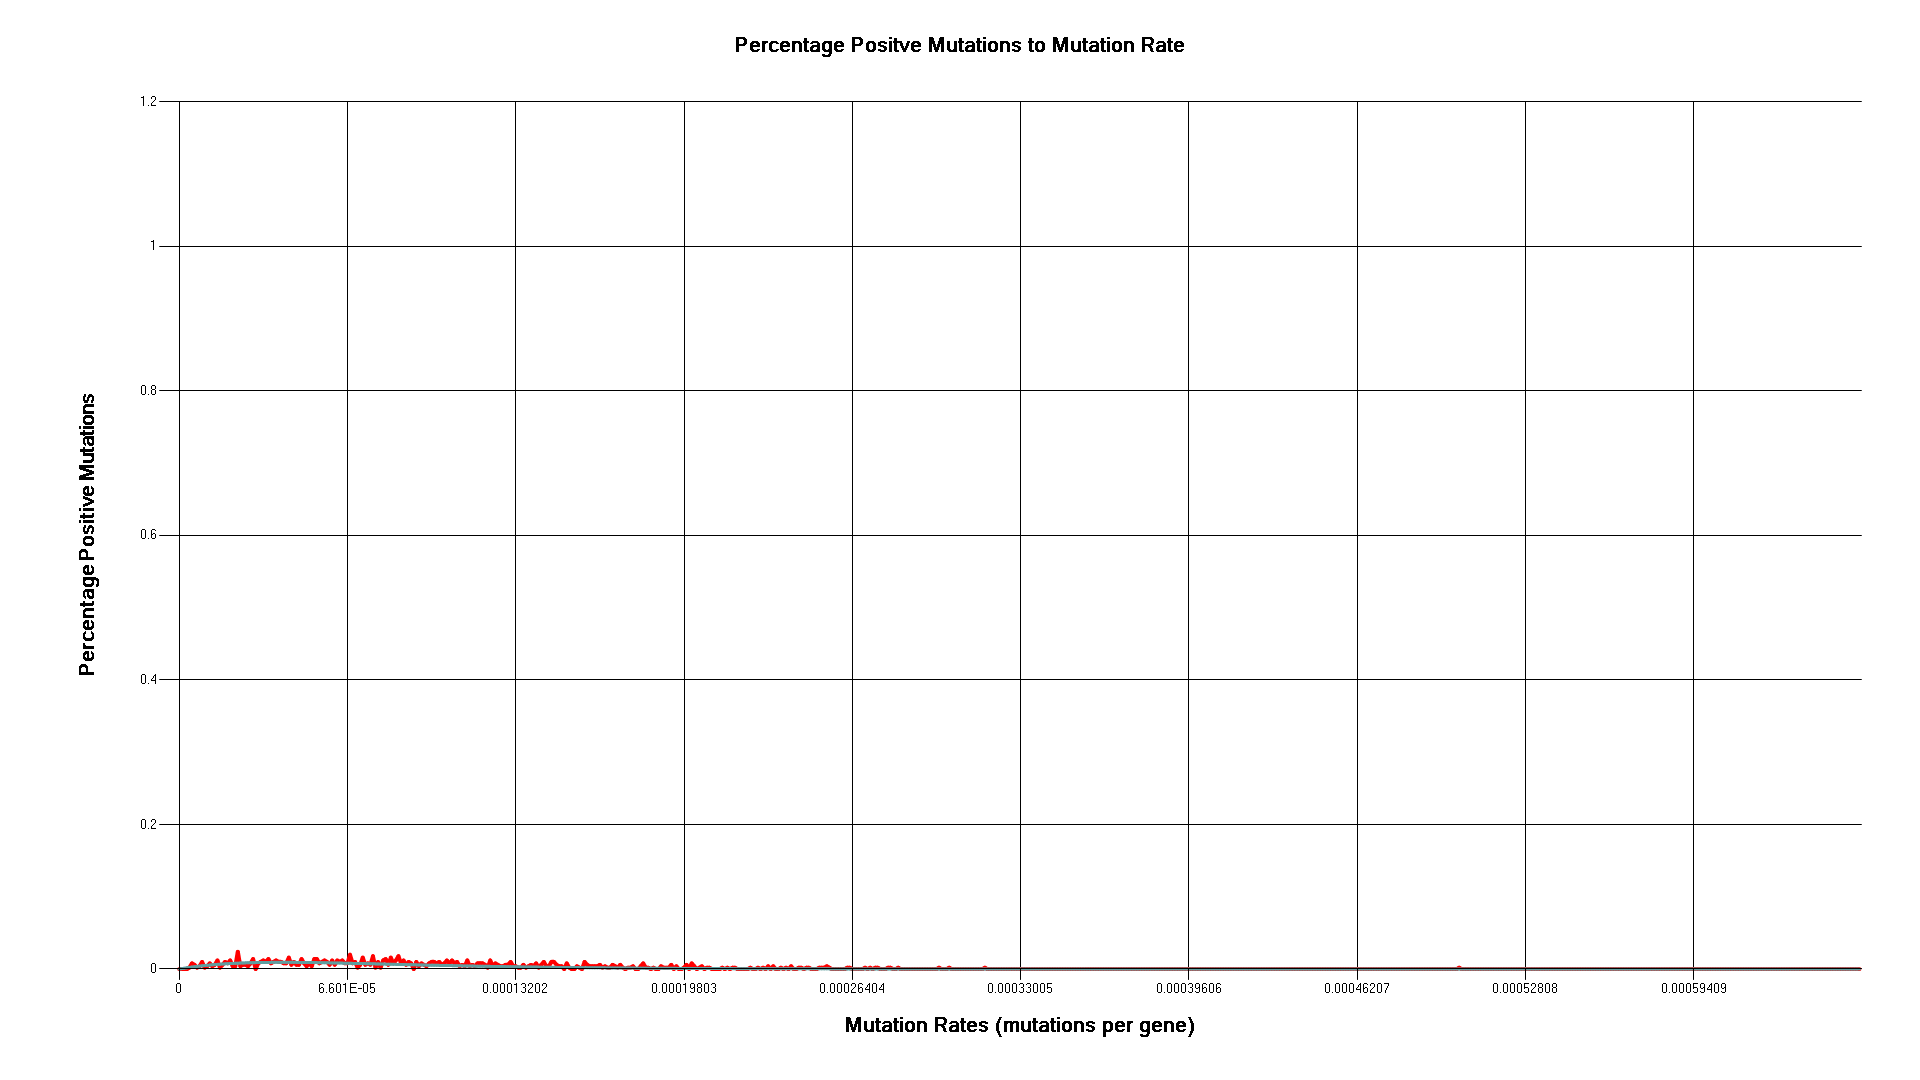 Percentage Positve Mutations to Mutation Rate
1.2
1
0.8
0.6
0.4
0.2
0
Percentage Positive Mutations
0 6.601E-05 0.00013202 0.00019803 0.00026404 0.00033005 0.00039606 0.00046207 0.00052808 0.00059409
Mutation Rates (mutations per gene)